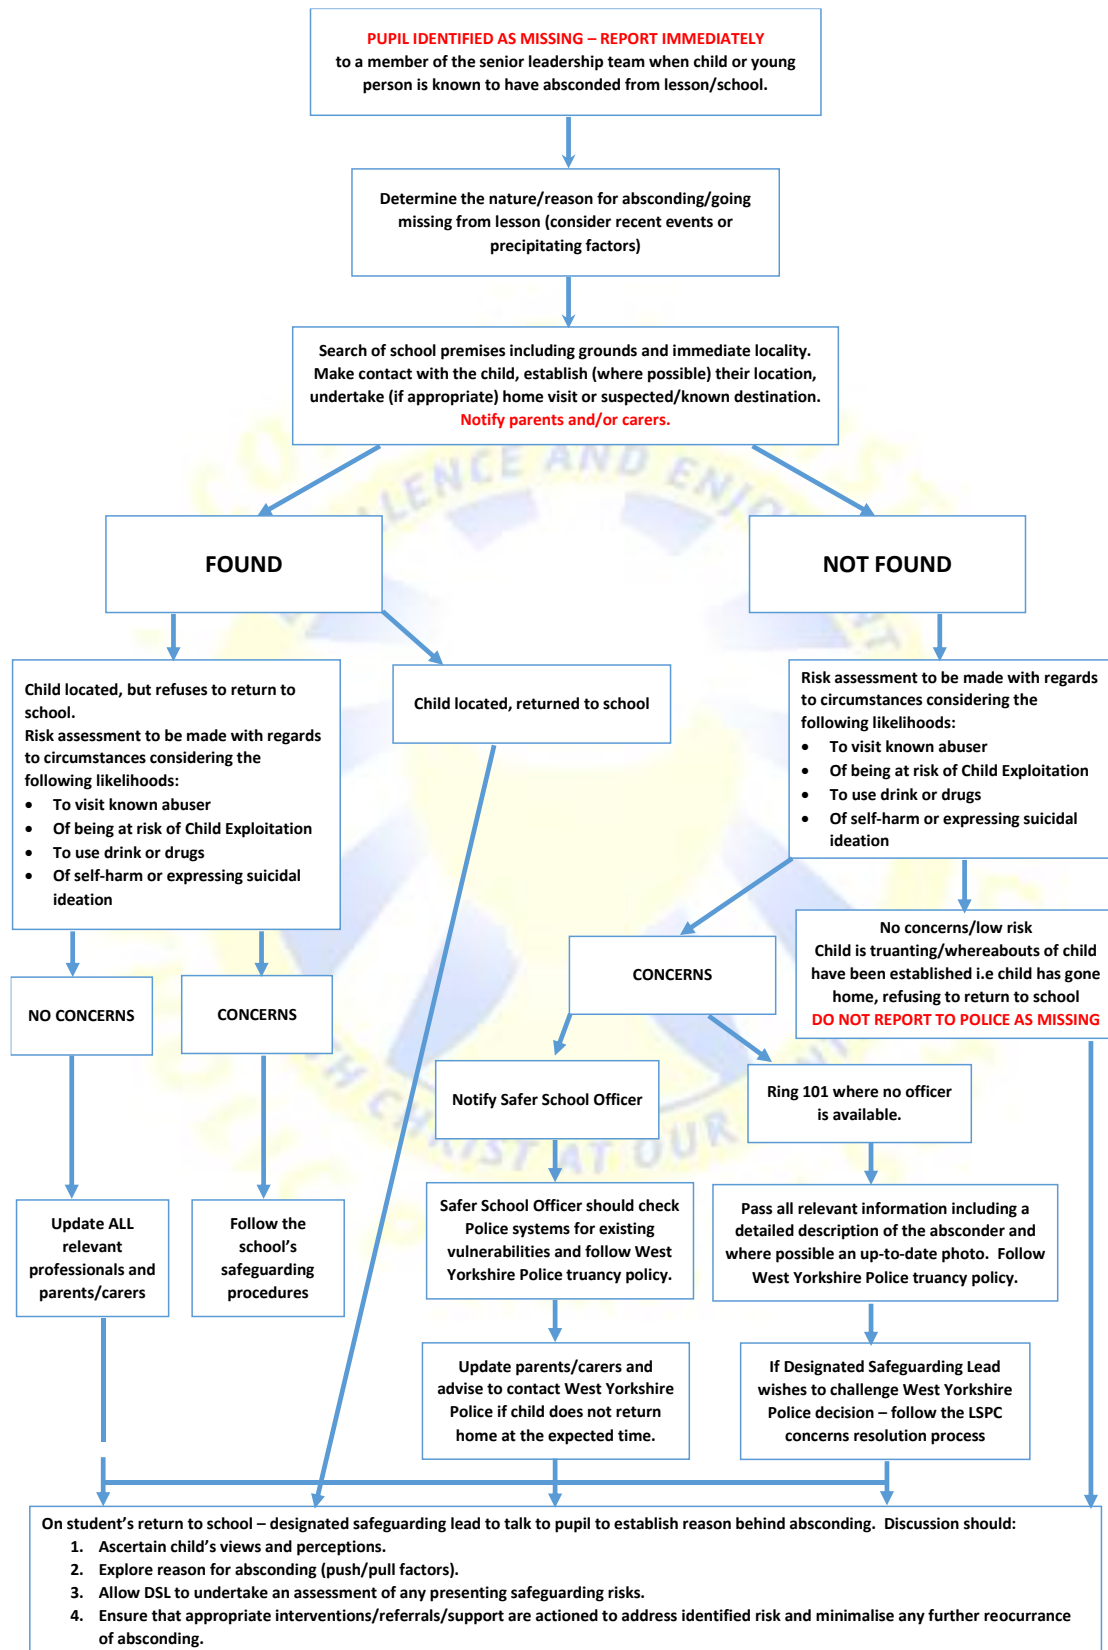 PUPIL IDENTIFIED AS MISSING – REPORT IMMEDIATELY
to a member of the senior leadership team when child or young
person is known to have absconded from lesson/school.
Determine the nature/reason for absconding/going
missing from lesson (consider recent events or
precipitating factors)
Search of school premises including grounds and immediate locality.
Make contact with the child, establish (where possible) their location,
undertake (if appropriate) home visit or suspected/known destination.
Notify parents and/or carers.
FOUND
NOT FOUND
Child located, but refuses to return to
school.
Risk assessment to be made with regards
to circumstances considering the
following likelihoods:
• To visit known abuser
• Of being at risk of Child Exploitation
• To use drink or drugs
• Of self-harm or expressing suicidal
ideation
Child located, returned to school
Risk assessment to be made with regards
to circumstances considering the
following likelihoods:
• To visit known abuser
• Of being at risk of Child Exploitation
• To use drink or drugs
• Of self-harm or expressing suicidal
ideation
NO CONCERNS
CONCERNS
CONCERNS
No concerns/low risk
Child is truanting/whereabouts of child
have been established i.e child has gone
home, refusing to return to school
DO NOT REPORT TO POLICE AS MISSING
Notify Safer School Officer
Ring 101 where no officer
is available.
Update ALL
relevant
professionals and
parents/carers
Follow the
school's
safeguarding
procedures
Safer School Officer should check
Police systems for existing
vulnerabilities and follow West
Yorkshire Police truancy policy.
Pass all relevant information including a
detailed description of the absconder and
where possible an up-to-date photo. Follow
West Yorkshire Police truancy policy.
Update parents/carers and
advise to contact West Yorkshire
Police if child does not return
home at the expected time.
If Designated Safeguarding Lead
wishes to challenge West Yorkshire
Police decision – follow the LSPC
concerns resolution process
On student's return to school – designated safeguarding lead to talk to pupil to establish reason behind absconding. Discussion should:
1. Ascertain child's views and perceptions.
2. Explore reason for absconding (push/pull factors).
3. Allow DSL to undertake an assessment of any presenting safeguarding risks.
4. Ensure that appropriate interventions/referrals/support are actioned to address identified risk and minimalise any further reocurrance
of absconding.